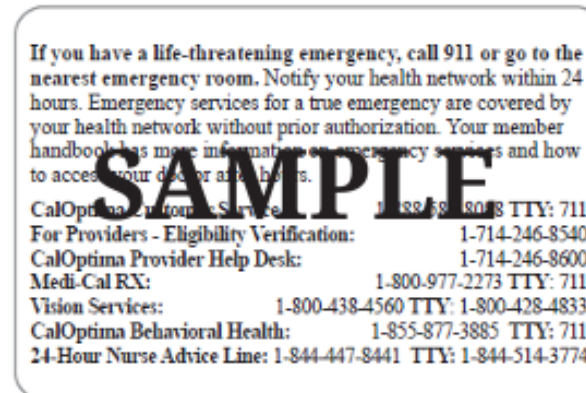 If you have a life-threatening emergency, call 911 or go to the
nearest emergency room. Notify your health network within 24
hours. Emergency services for a true emergency are covered by
your health network without prior authorization. Your member
handbook has more information on emergency services and how
to access your doctor after hours.
SAMPLE
CalOptima Customer Service TTY: 711
For Providers - Eligibility Verification: 1-714-246-8540
CalOptima Provider Help Desk: 1-714-246-8600
Medi-Cal RX: 1-800-977-2273 TTY: 711
Vision Services: 1-800-438-4560 TTY: 1-800-428-4833
CalOptima Behavioral Health: 1-855-877-3885 TTY: 711
24-Hour Nurse Advice Line: 1-844-447-8441 TTY: 1-844-514-3774